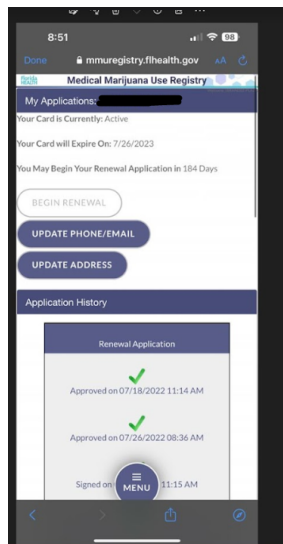 8:51
98
Done
mmuregistry.flhealth.gov
AA
Florida
HEALTH
Medical Marijuana Use Registry
My Applications:
Your Card is Currently: Active
Your Card will Expire On: 7/26/2023
You May Begin Your Renewal Application in 184 Days
BEGIN RENEWAL
UPDATE PHONE/EMAIL
UPDATE ADDRESS
Application History
Renewal Application
Approved on 07/18/2022 11:14 AM
Approved on 07/26/2022 08:36 AM
Signed on 11:15 AM
MENU